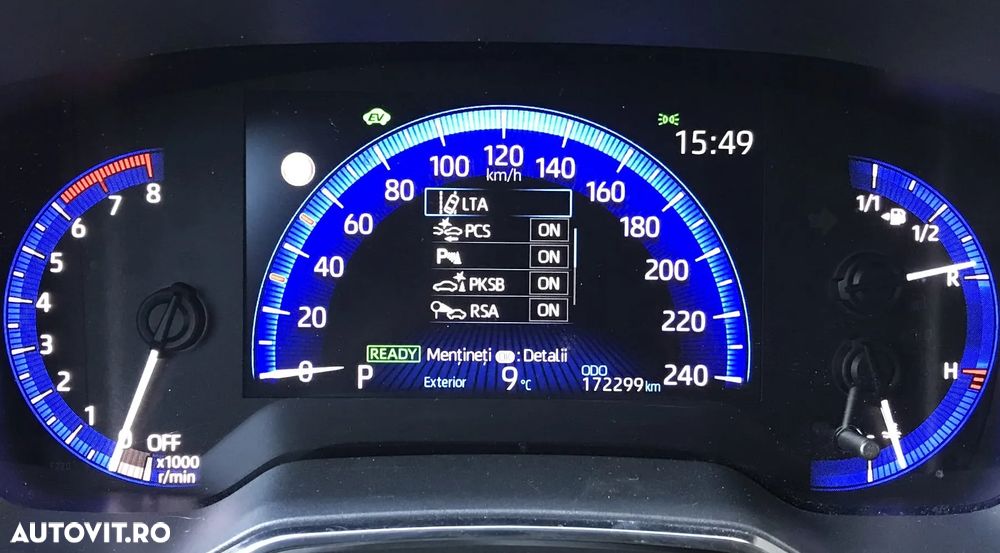 EV
15:49
120
100 140
km/h
80 160
60 180
40 200
20 220
0 240
LTA
PCS ON
P ON
PKSB ON
RSA ON
READY Mențineți : Detalii
P Exterior 9 °C
ODO
172299 km
8
7
6
5
4
3
2
1
0 OFF
x1000
r/min
1/1
1/2
R
H
AUTOVIT.RO